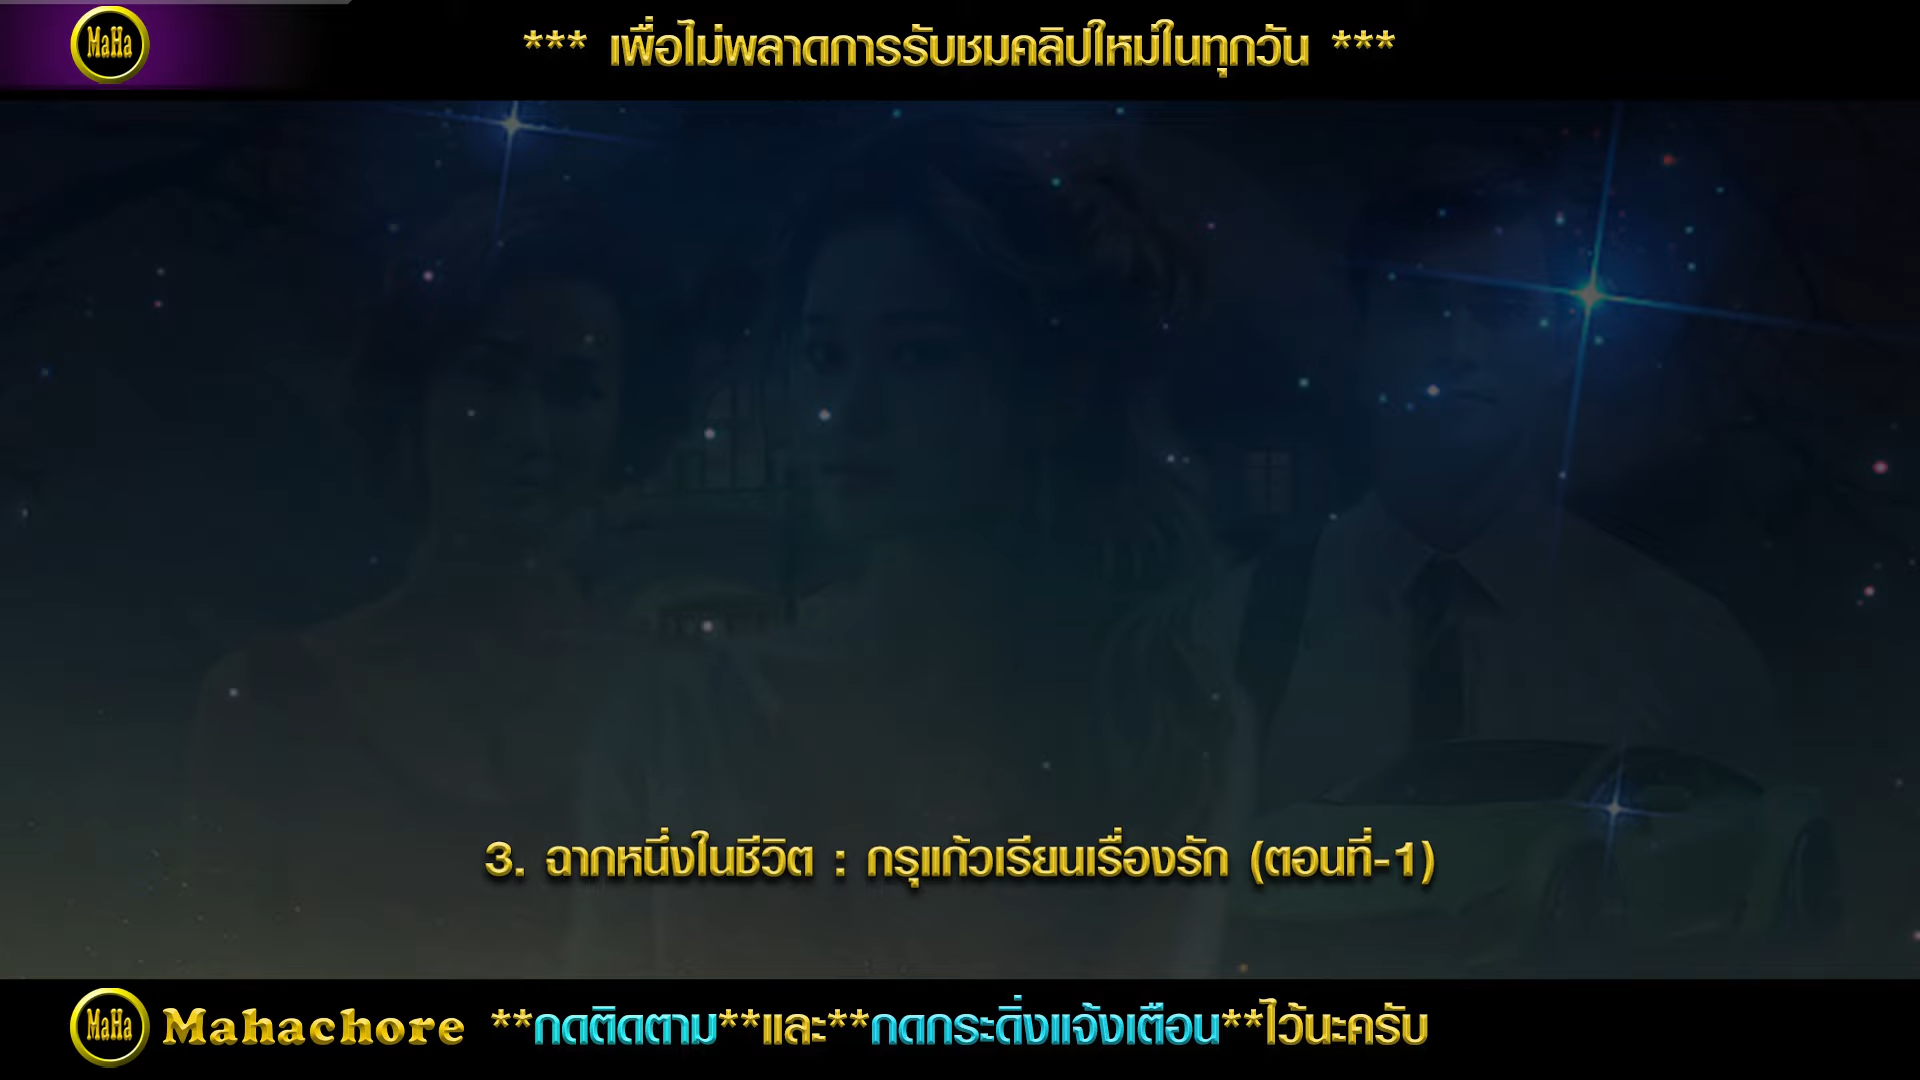 MaHa
*** เพื่อไม่พลาดการรับชมคลิปใหม่ในทุกวัน ***
3. ฉากหนึ่งในชีวิต : กรุแก้วเรียนเรื่องรัก (ตอนที่-1)
MaHa Mahachore **กดติดตาม**และ**กดกระดิ่งแจ้งเตือน**ไว้นะครับ